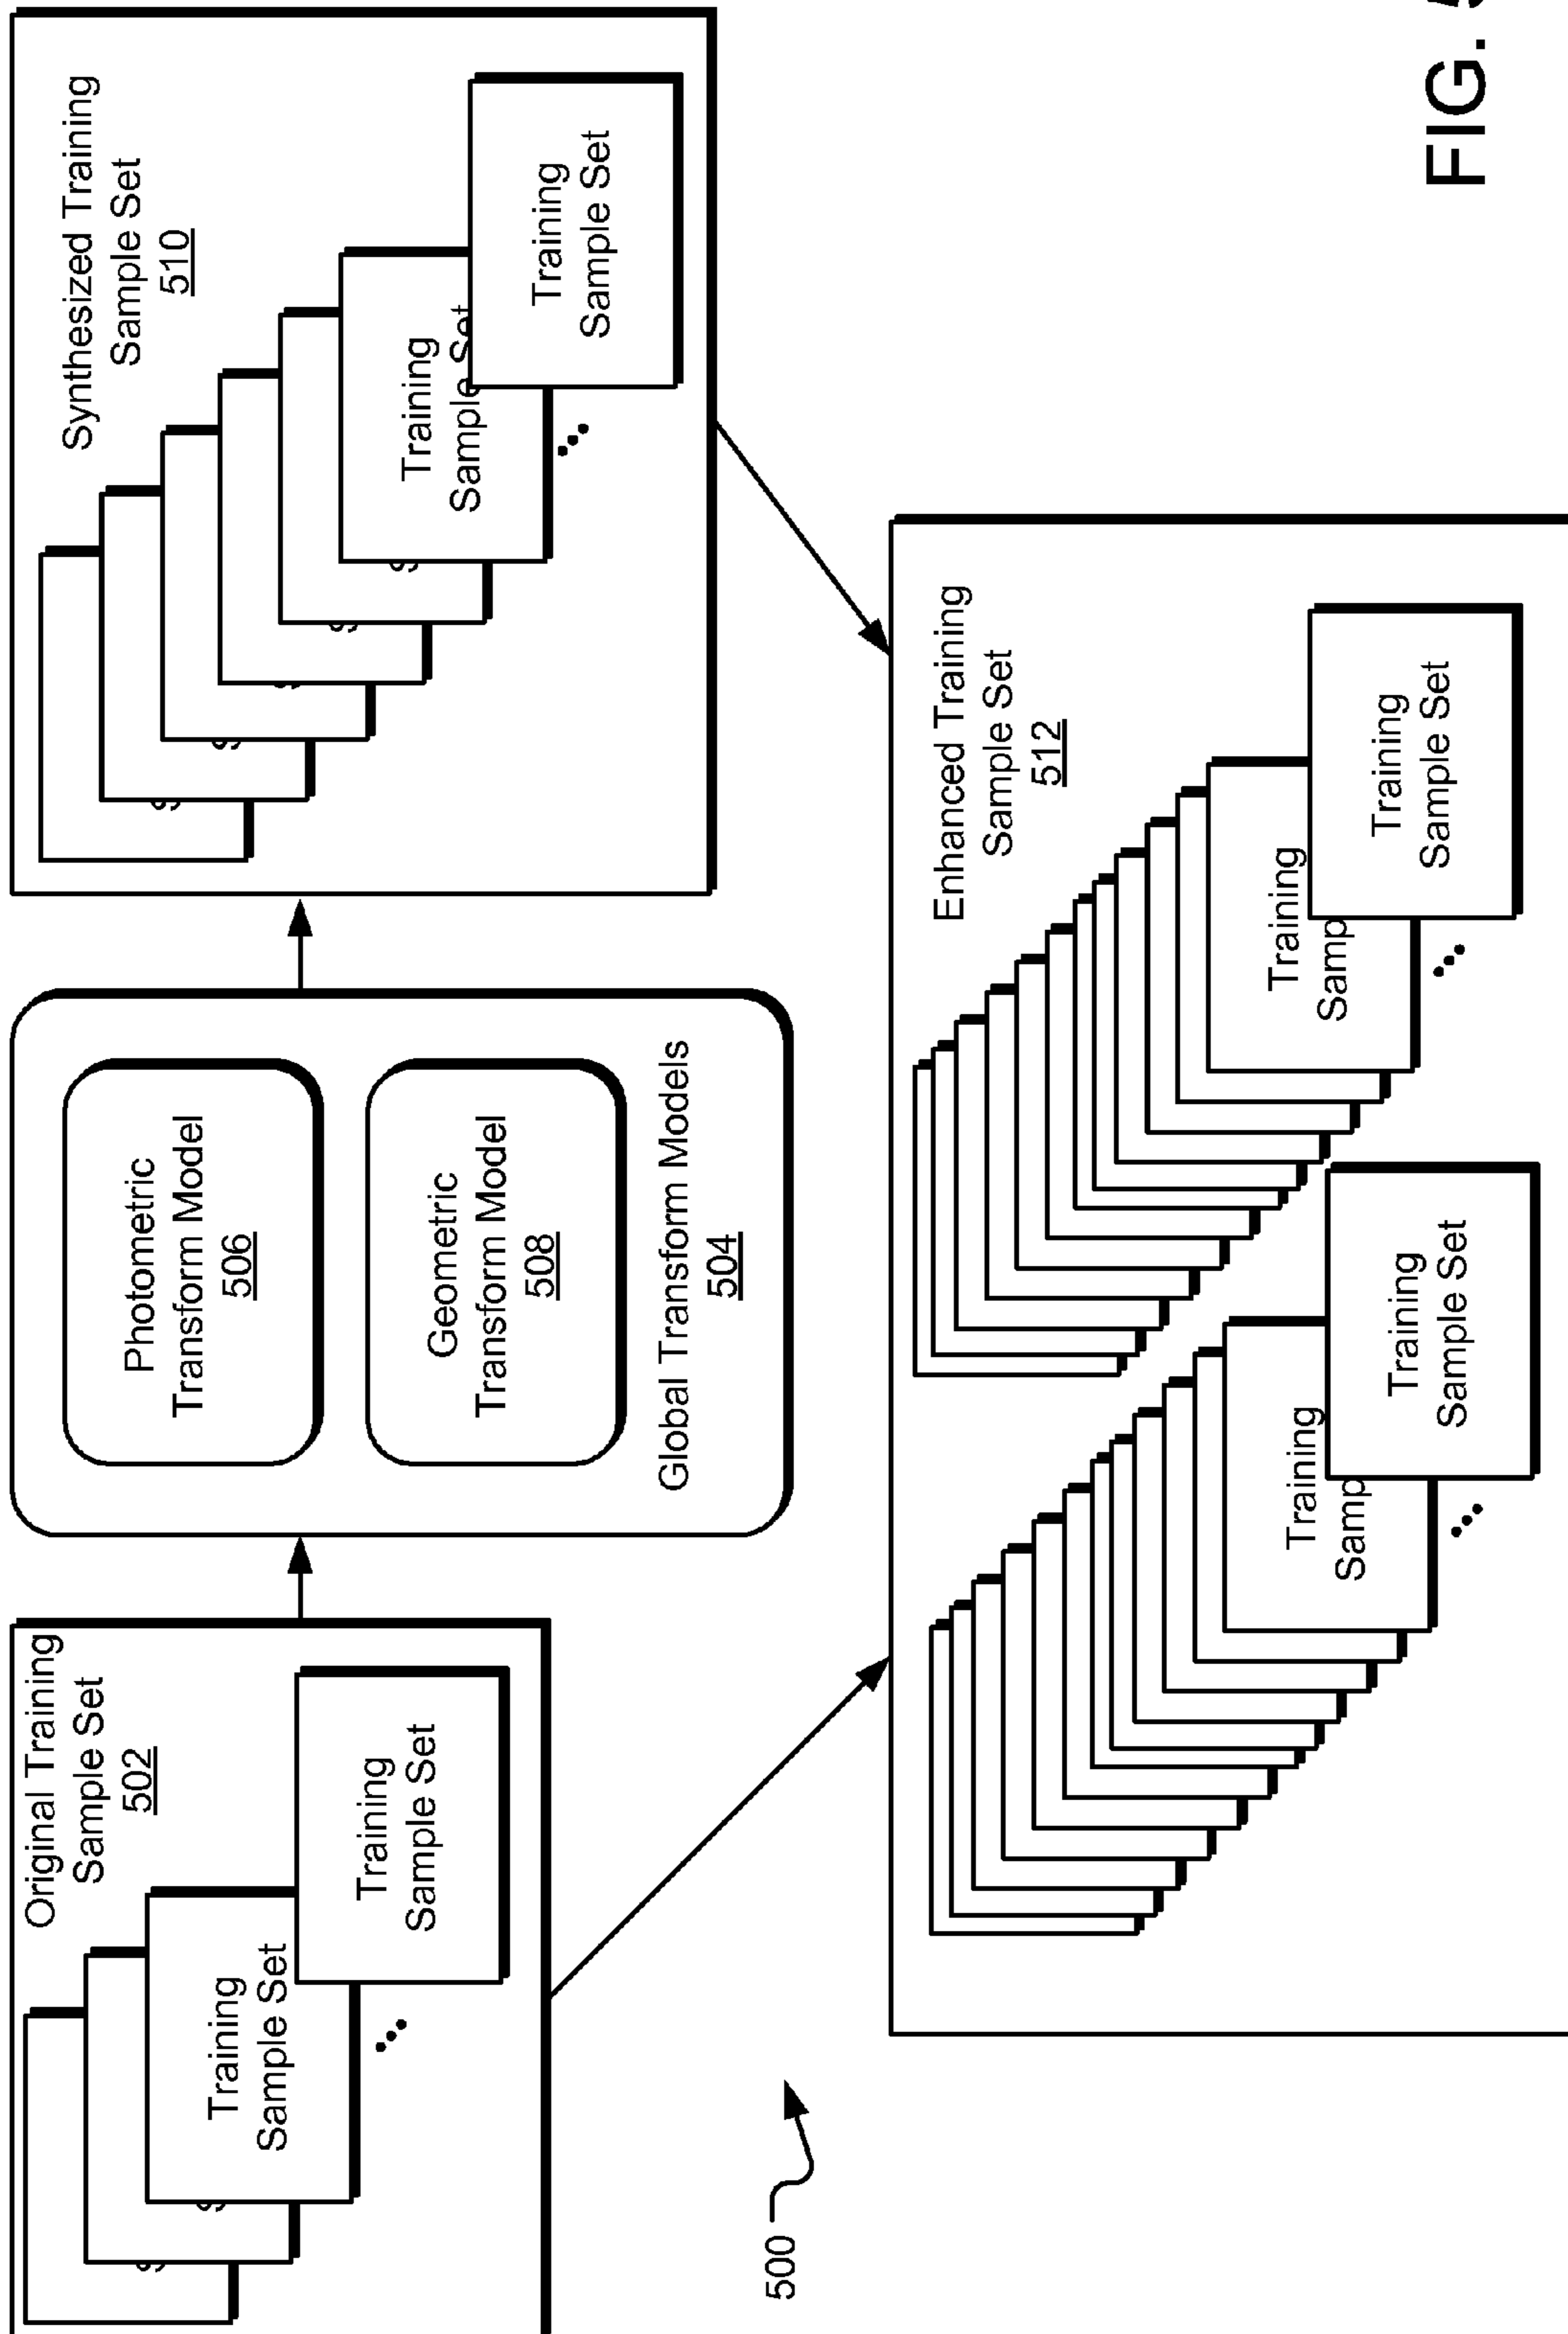 Original Training
Sample Set
502
Training
Sample Set
Training
Sample Set
Photometric
Transform Model
506
Geometric
Transform Model
508
Global Transform Models
504
Synthesized Training
Sample Set
510
Training
Sample Set
Training
Sample Set
500
Enhanced Training
Sample Set
512
Training
Samp
Training
Sample Set
Training
Samp
Training
Sample Set
FIG. 5